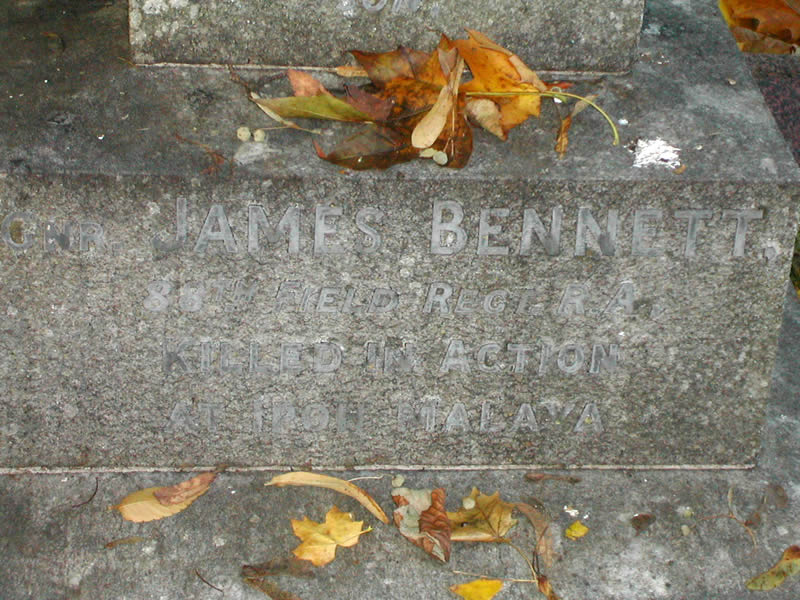 Gnr. James B. Bennett,
88th Field Regt. R.A.,
Killed in Action
at Ipoh Malaya